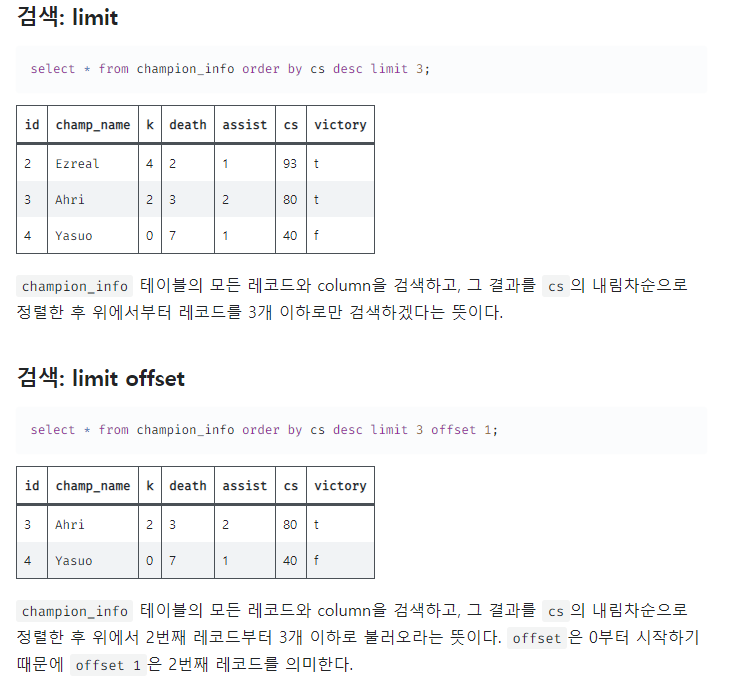 검색: limit
select * from champion_info order by cs desc limit 3;
id champ_name k death assist cs victory
2 Ezreal 4 2 1 93 t
3 Ahri 2 3 2 80 t
4 Yasuo 0 7 1 40 f
champion_info 테이블의 모든 레코드와 column을 검색하고, 그 결과를 cs 의 내림차순으로
정렬한 후 위에서부터 레코드를 3개 이하로만 검색하겠다는 뜻이다.
검색: limit offset
select * from champion_info order by cs desc limit 3 offset 1;
id champ_name k death assist cs victory
3 Ahri 2 3 2 80 t
4 Yasuo 0 7 1 40 f
champion_info 테이블의 모든 레코드와 column을 검색하고, 그 결과를 cs 의 내림차순으로
정렬한 후 위에서 2번째 레코드부터 3개 이하로 불러오라는 뜻이다. offset 은 0부터 시작하기
때문에 offset 1 은 2번째 레코드를 의미한다.